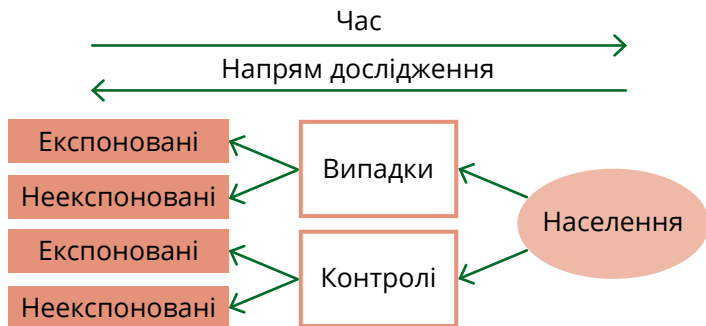 Час
Напрям дослідження
Експоновані
Неекспоновані
Експоновані
Неекспоновані
Випадки
Контролі
Населення